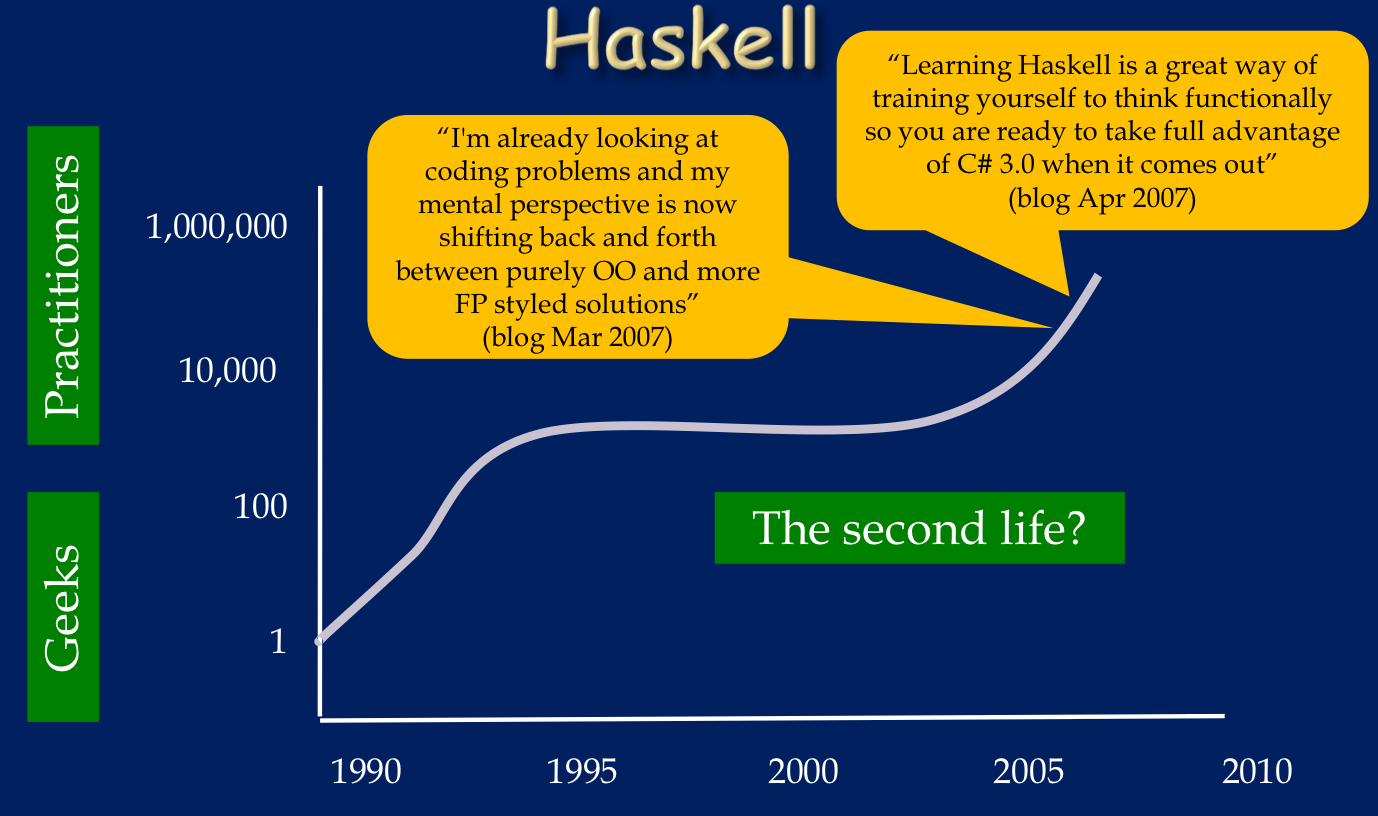 Haskell
“Learning Haskell is a great way of
training yourself to think functionally
so you are ready to take full advantage
of C# 3.0 when it comes out”
(blog Apr 2007)
“I'm already looking at
coding problems and my
mental perspective is now
shifting back and forth
between purely OO and more
FP styled solutions”
(blog Mar 2007)
Practitioners
1,000,000
10,000
100
Geeks
1
The second life?
1990
1995
2000
2005
2010